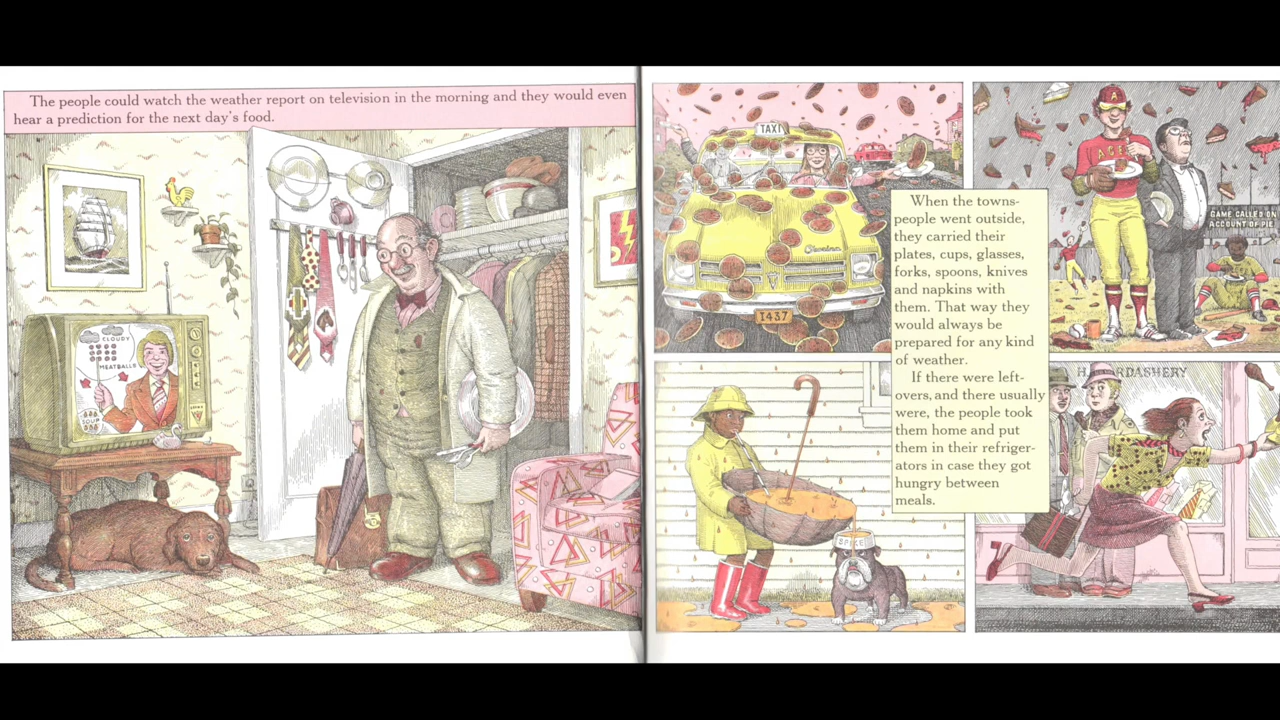 The people could watch the weather report on television in the morning and they would even
hear a prediction for the next day's food.
CLOUDY
MEATBALLS
SOUP
TAXI
1437
When the towns-
people went outside,
they carried their
plates, cups, glasses,
forks, spoons, knives
and napkins with
them. That way they
would always be
prepared for any kind
of weather.
If there were left-
overs, and there usually
were, the people took
them home and put
them in their refriger-
ators in case they got
hungry between
meals.
A
ACES
GAME CALLED ON
ACCOUNT OF PIE
SPIKE
H RDASHERY